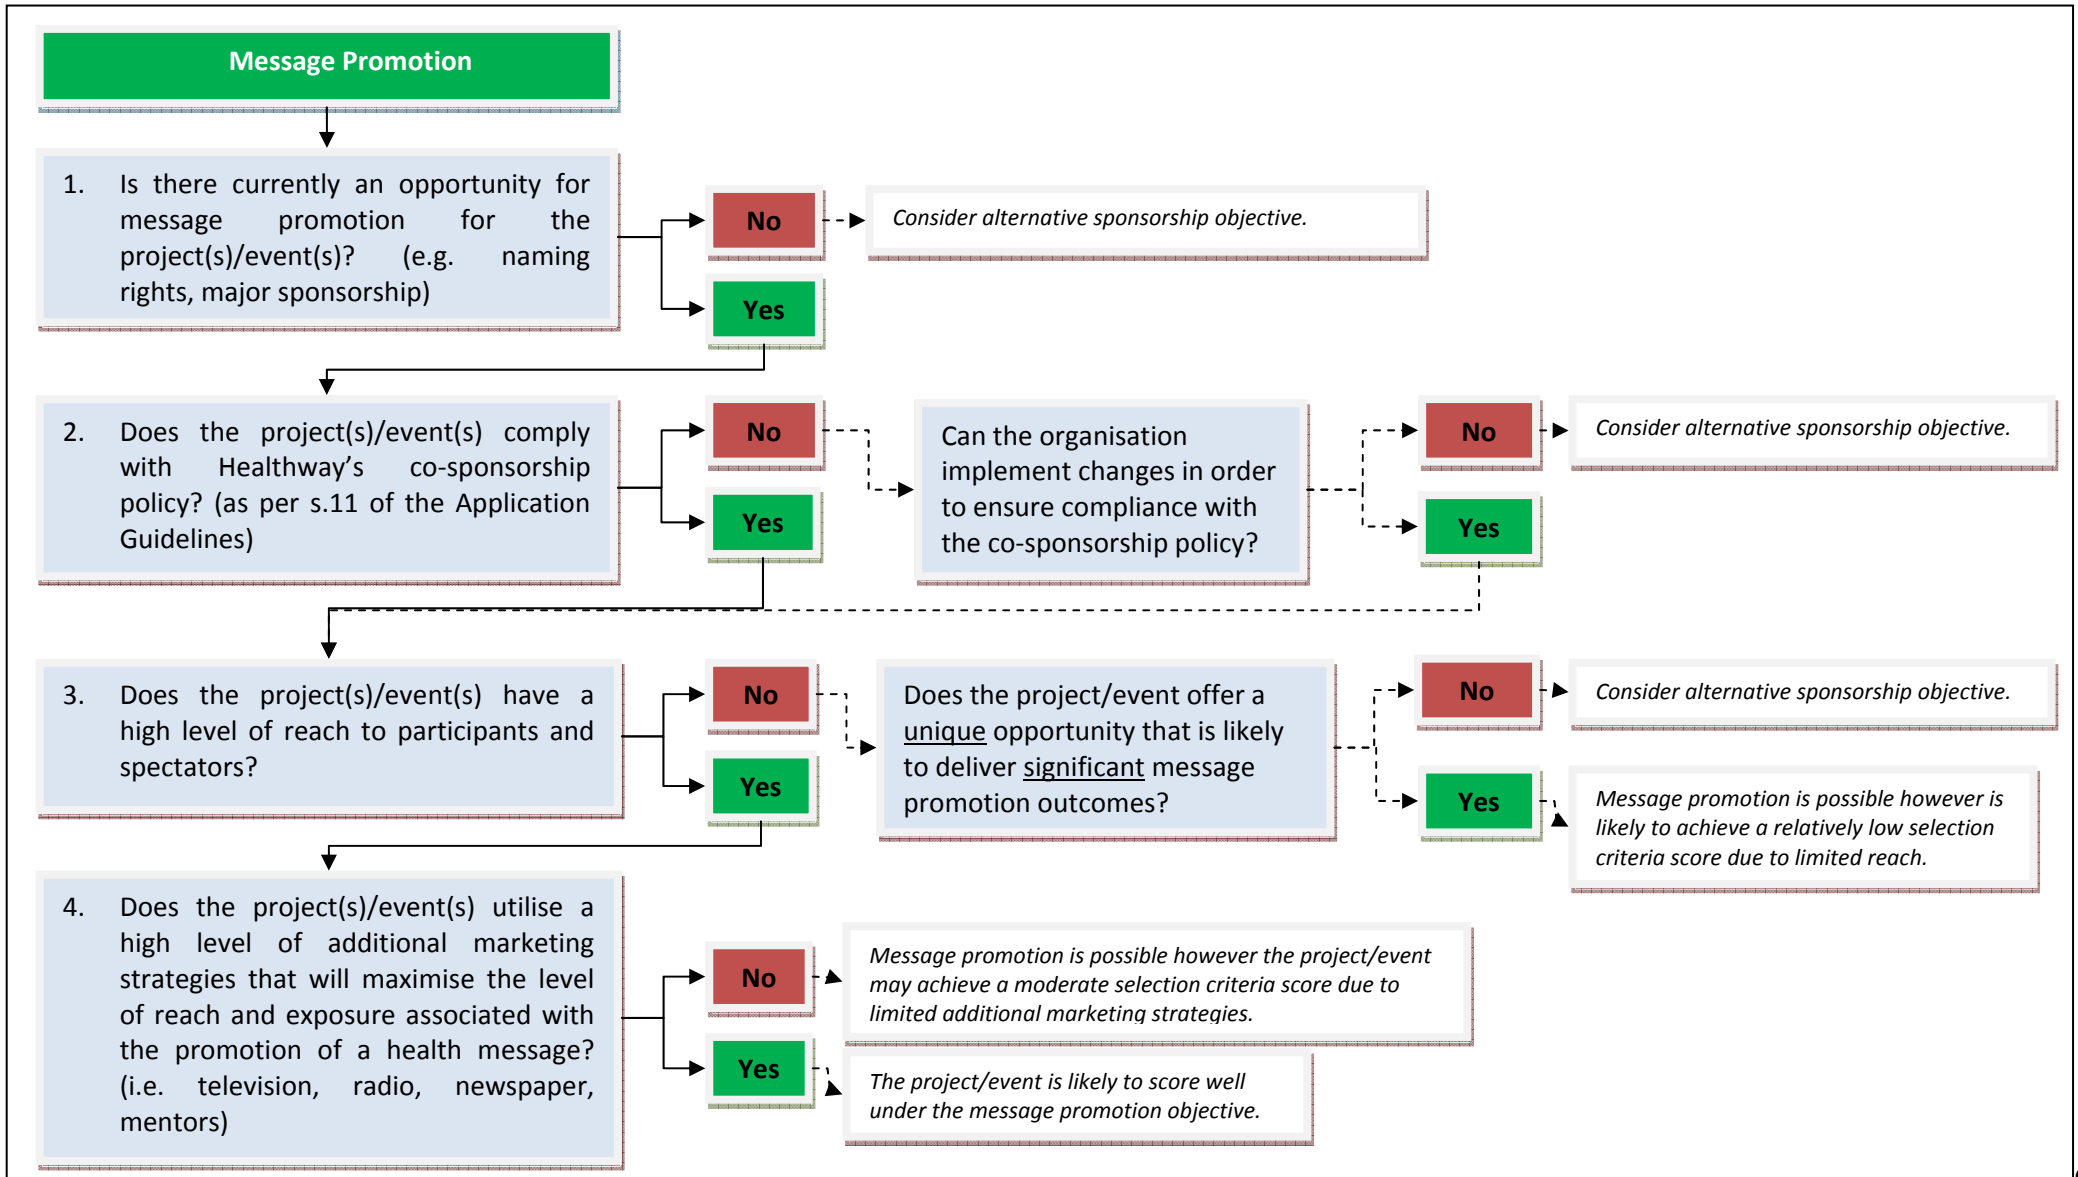 Message Promotion
1. Is there currently an opportunity for
message promotion for the
project(s)/event(s)? (e.g. naming
rights, major sponsorship)
No
Consider alternative sponsorship objective.
Yes
2. Does the project(s)/event(s) comply
with Healthway’s co-sponsorship
policy? (as per s.11 of the Application
Guidelines)
No
Yes
Can the organisation
implement changes in order
to ensure compliance with
the co-sponsorship policy?
No
Consider alternative sponsorship objective.
Yes
3. Does the project(s)/event(s) have a
high level of reach to participants and
spectators?
No
Yes
Does the project/event offer a
unique opportunity that is likely
to deliver significant message
promotion outcomes?
No
Consider alternative sponsorship objective.
Yes
Message promotion is possible however is
likely to achieve a relatively low selection
criteria score due to limited reach.
4. Does the project(s)/event(s) utilise a
high level of additional marketing
strategies that will maximise the level
of reach and exposure associated with
the promotion of a health message?
(i.e. television, radio, newspaper,
mentors)
No
Message promotion is possible however the project/event
may achieve a moderate selection criteria score due to
limited additional marketing strategies.
Yes
The project/event is likely to score well
under the message promotion objective.